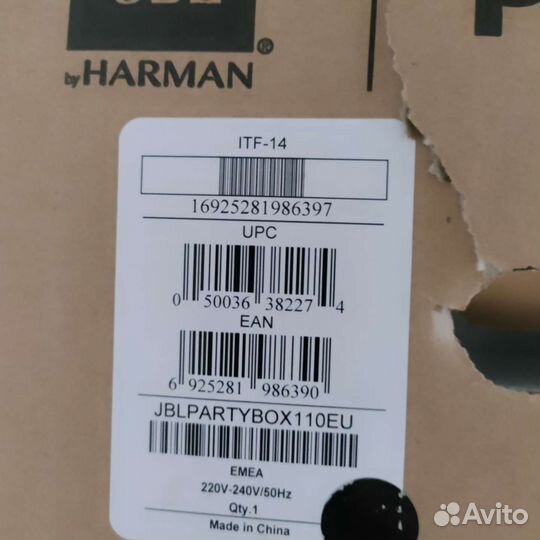 JBL
by HARMAN®
ITF-14
16925281986397
UPC
0 50036 38227 4
EAN
6 925281 986390
JBLPARTYBOX110EU
EMEA
220V-240V/50Hz
Qty.1
Made in China
Avito